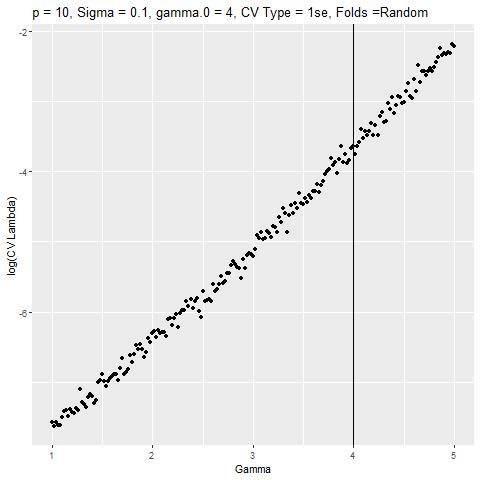 p = 10, Sigma = 0.1, gamma.0 = 4, CV Type = 1se, Folds =Random
-2
-4
-6
log(CV Lambda)
1 2 3 4 5
Gamma